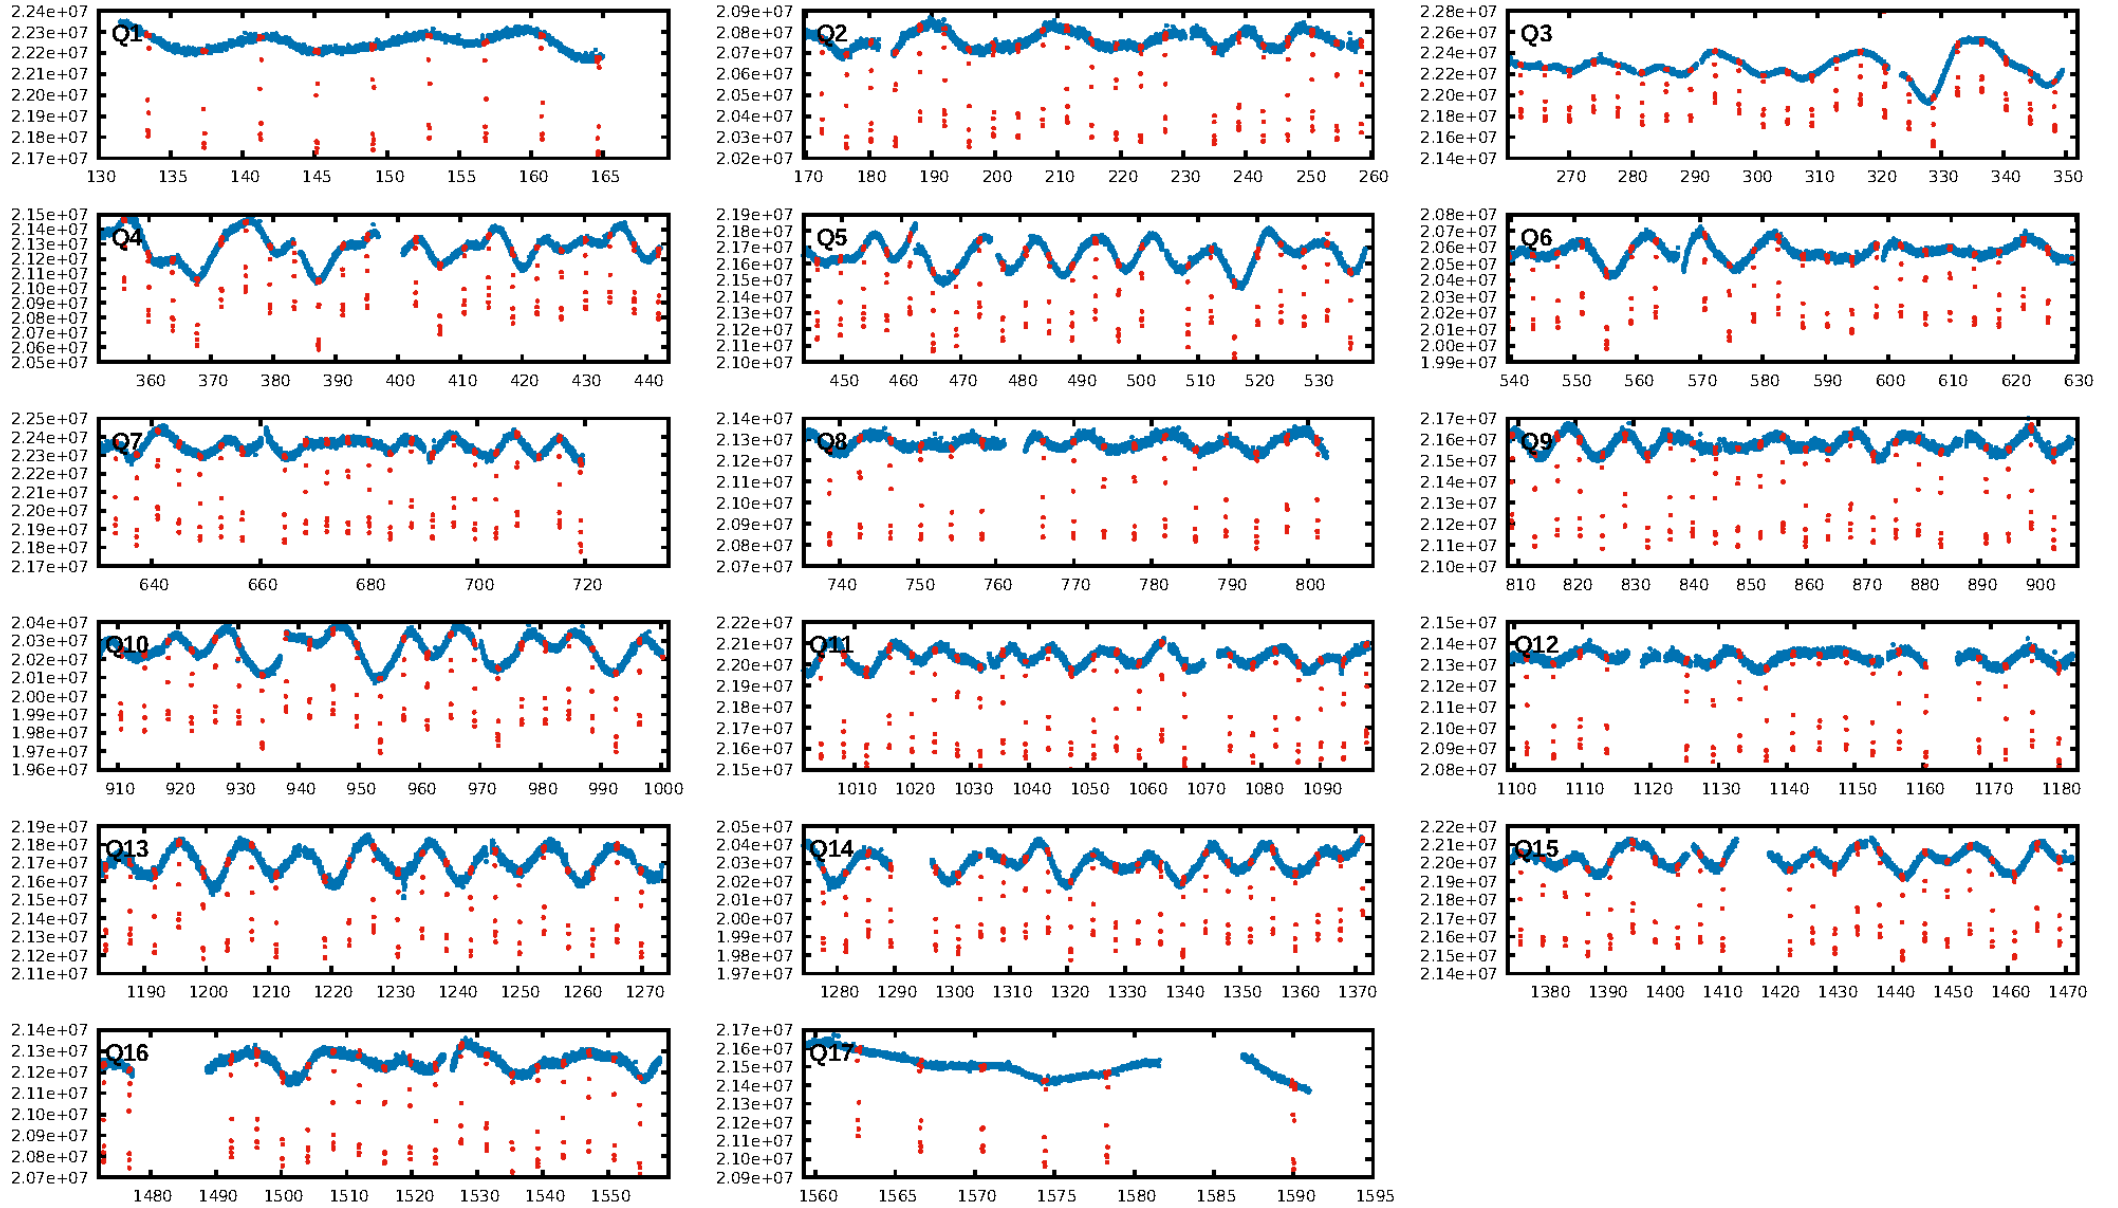 2.24e+07
2.23e+07
2.22e+07
2.21e+07
2.20e+07
2.19e+07
2.18e+07
2.17e+07
Q1
130 135 140 145 150 155 160 165
2.09e+07
2.08e+07
2.07e+07
2.06e+07
2.05e+07
2.04e+07
2.03e+07
2.02e+07
Q2
170 180 190 200 210 220 230 240 250 260
2.28e+07
2.26e+07
2.24e+07
2.22e+07
2.20e+07
2.18e+07
2.16e+07
2.14e+07
Q3
270 280 290 300 310 320 330 340 350
2.15e+07
2.14e+07
2.13e+07
2.12e+07
2.11e+07
2.10e+07
2.09e+07
2.08e+07
2.07e+07
2.06e+07
2.05e+07
Q4
360 370 380 390 400 410 420 430 440
2.19e+07
2.18e+07
2.17e+07
2.16e+07
2.15e+07
2.14e+07
2.13e+07
2.12e+07
2.11e+07
2.10e+07
Q5
450 460 470 480 490 500 510 520 530
2.08e+07
2.07e+07
2.06e+07
2.05e+07
2.04e+07
2.03e+07
2.02e+07
2.01e+07
2.00e+07
1.99e+07
Q6
540 550 560 570 580 590 600 610 620 630
2.25e+07
2.24e+07
2.23e+07
2.22e+07
2.21e+07
2.20e+07
2.19e+07
2.18e+07
2.17e+07
Q7
640 660 680 700 720
2.14e+07
2.13e+07
2.12e+07
2.11e+07
2.10e+07
2.09e+07
2.08e+07
2.07e+07
Q8
740 750 760 770 780 790 800
2.17e+07
2.16e+07
2.15e+07
2.14e+07
2.13e+07
2.12e+07
2.11e+07
2.10e+07
Q9
810 820 830 840 850 860 870 880 890 900
2.04e+07
2.03e+07
2.02e+07
2.01e+07
2.00e+07
1.99e+07
1.98e+07
1.97e+07
1.96e+07
Q10
910 920 930 940 950 960 970 980 990 1000
2.22e+07
2.21e+07
2.20e+07
2.19e+07
2.18e+07
2.17e+07
2.16e+07
2.15e+07
Q11
1010 1020 1030 1040 1050 1060 1070 1080 1090
2.15e+07
2.14e+07
2.13e+07
2.12e+07
2.11e+07
2.10e+07
2.09e+07
2.08e+07
Q12
1100 1110 1120 1130 1140 1150 1160 1170 1180
2.19e+07
2.18e+07
2.17e+07
2.16e+07
2.15e+07
2.14e+07
2.13e+07
2.12e+07
2.11e+07
Q13
1190 1200 1210 1220 1230 1240 1250 1260 1270
2.05e+07
2.04e+07
2.03e+07
2.02e+07
2.01e+07
2.00e+07
1.99e+07
1.98e+07
1.97e+07
Q14
1280 1290 1300 1310 1320 1330 1340 1350 1360 1370
2.22e+07
2.21e+07
2.20e+07
2.19e+07
2.18e+07
2.17e+07
2.16e+07
2.15e+07
2.14e+07
Q15
1380 1390 1400 1410 1420 1430 1440 1450 1460 1470
2.14e+07
2.13e+07
2.12e+07
2.11e+07
2.10e+07
2.09e+07
2.08e+07
2.07e+07
Q16
1480 1490 1500 1510 1520 1530 1540 1550
2.17e+07
2.16e+07
2.15e+07
2.14e+07
2.13e+07
2.12e+07
2.11e+07
2.10e+07
2.09e+07
Q17
1560 1565 1570 1575 1580 1585 1590 1595